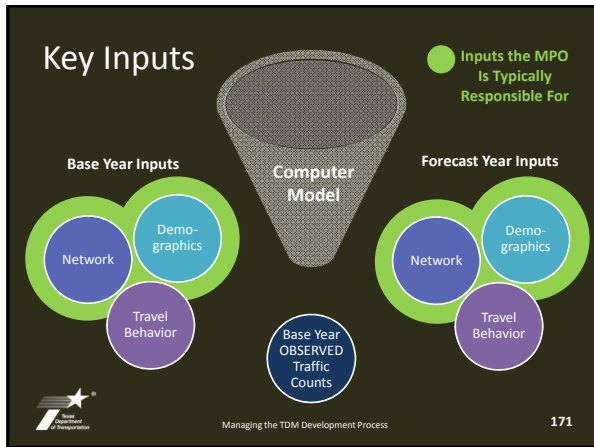 Key Inputs
Inputs the MPO
Is Typically
Responsible For
Base Year Inputs
Computer
Model
Forecast Year Inputs
Demo-
graphics
Network
Travel
Behavior
Demo-
graphics
Network
Travel
Behavior
Base Year
OBSERVED
Traffic
Counts
Texas
Department
of Transportation
®
Managing the TDM Development Process
171